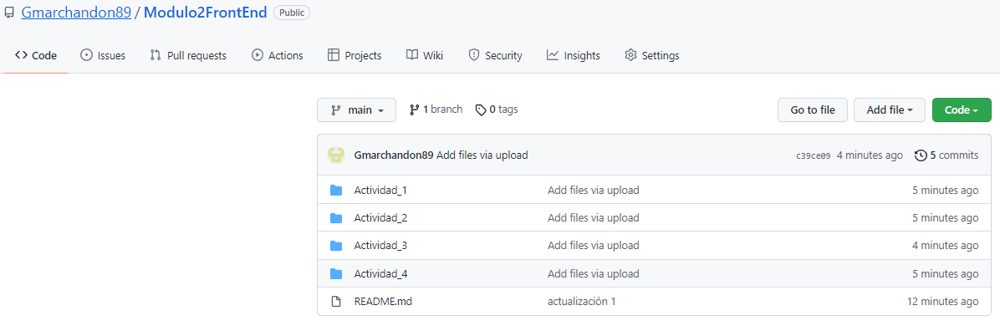 Gmarchandon89 / Modulo2FrontEnd Public
Code Issues Pull requests Actions Projects Wiki Security Insights Settings
main 1 branch 0 tags Go to file Add file Code
Gmarchandon89 Add files via upload c39ce09 4 minutes ago 5 commits
Actividad_1 Add files via upload 5 minutes ago
Actividad_2 Add files via upload 5 minutes ago
Actividad_3 Add files via upload 4 minutes ago
Actividad_4 Add files via upload 5 minutes ago
README.md actualización 1 12 minutes ago